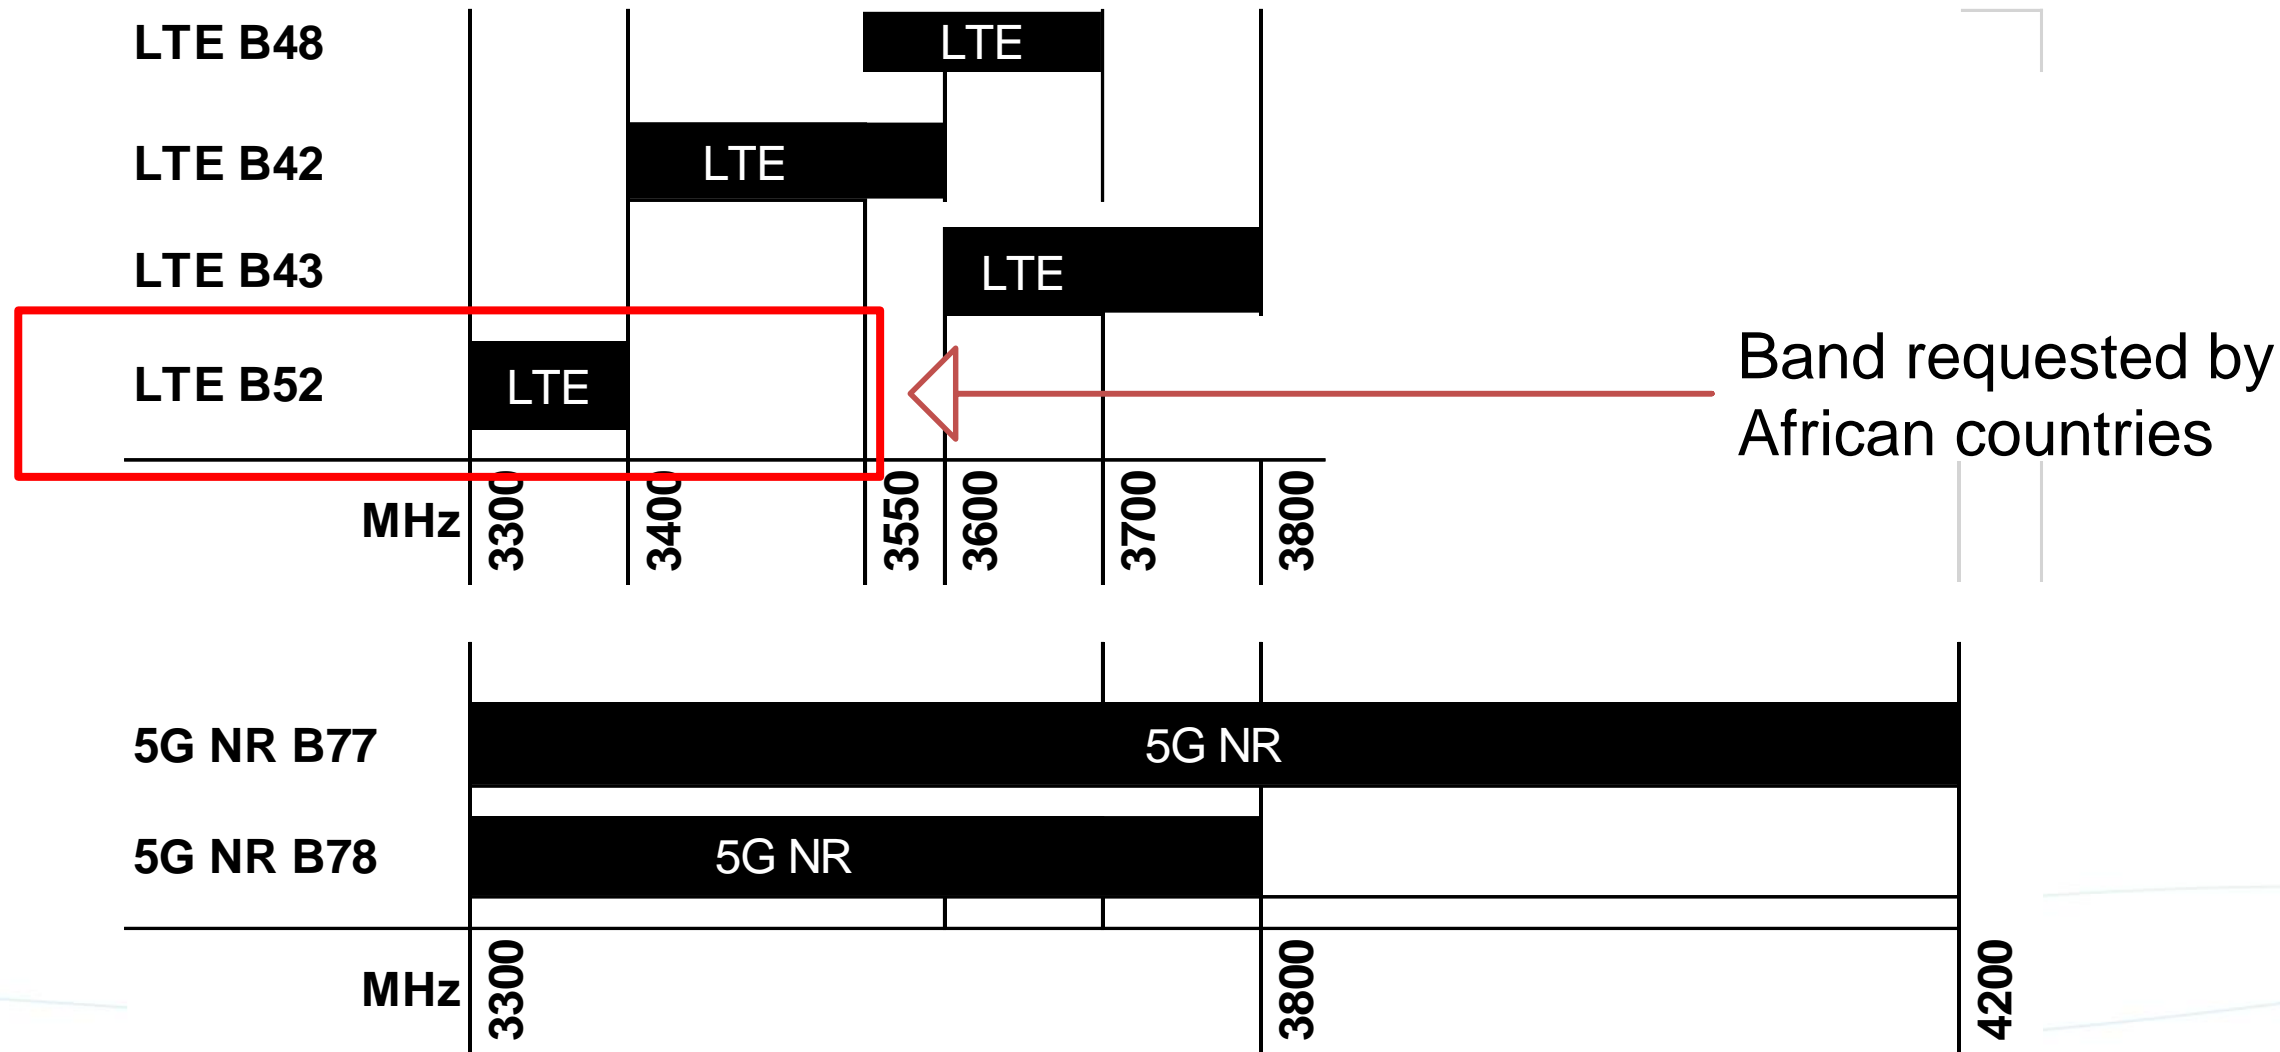 LTE B48 LTE
LTE B42 LTE
LTE B43 LTE
LTE B52 LTE
Band requested by
African countries
MHz 3300 3400 3550 3600 3700 3800
5G NR B77 5G NR
5G NR B78 5G NR
MHz 3300 3800 4200